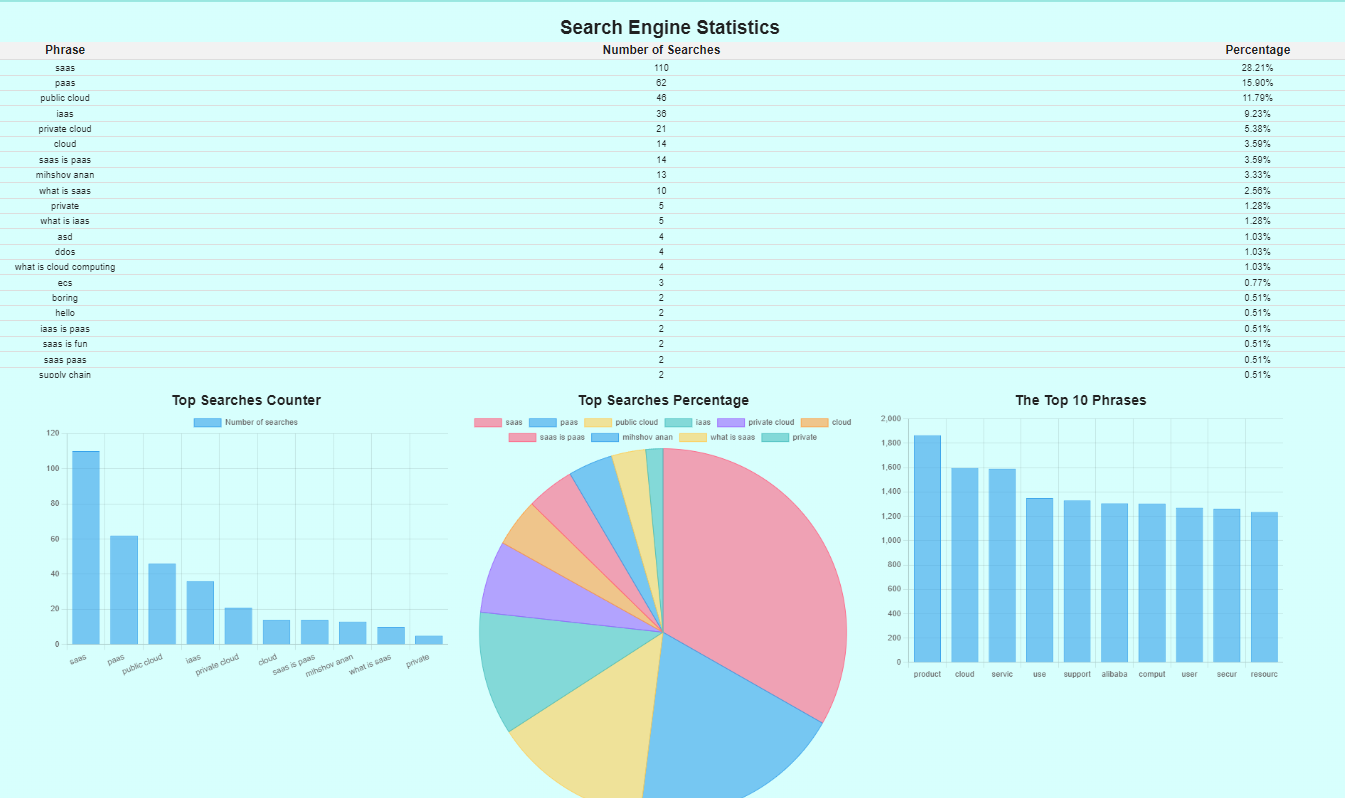 Search Engine Statistics
Phrase Number of Searches Percentage
saas 110 28.21%
paas 62 15.90%
public cloud 46 11.79%
iaas 36 9.23%
private cloud 21 5.38%
cloud 14 3.59%
saas is paas 14 3.59%
mihshov anan 13 3.33%
what is saas 10 2.56%
private 5 1.28%
what is iaas 5 1.28%
asd 4 1.03%
ddos 4 1.03%
what is cloud computing 4 1.03%
ecs 3 0.77%
boring 2 0.51%
hello 2 0.51%
iaas is paas 2 0.51%
saas is fun 2 0.51%
saas paas 2 0.51%
supply chain 2 0.51%
Top Searches Counter
Number of searches
120
100
80
60
40
20
0
saas paas public cloud iaas private cloud cloud saas is paas mihshov anan what is saas private
Top Searches Percentage
saas paas public cloud iaas private cloud cloud
saas is paas mihshov anan what is saas private
The Top 10 Phrases
2,000
1,800
1,600
1,400
1,200
1,000
800
600
400
200
0
product cloud servic use support alibaba comput user secur resourc